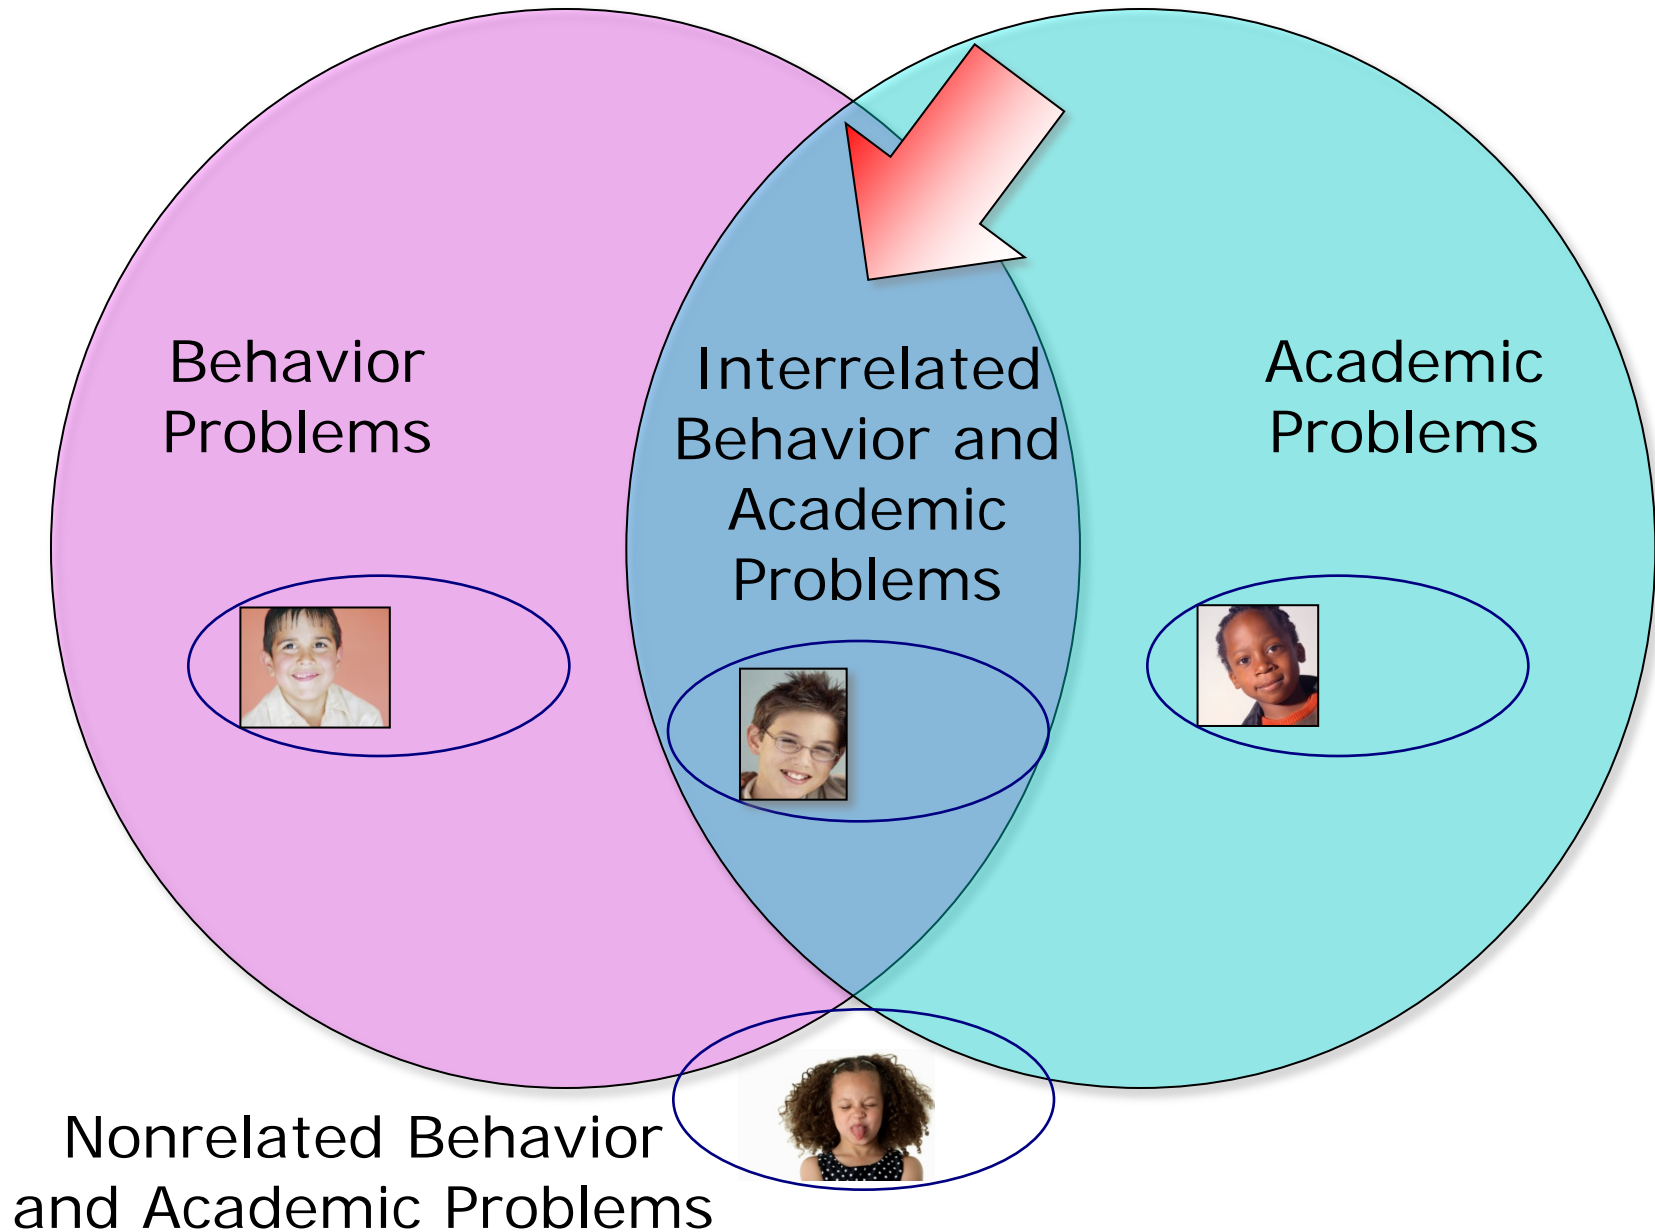 Behavior
Problems
Interrelated
Behavior and
Academic
Problems
Academic
Problems
Nonrelated Behavior
and Academic Problems